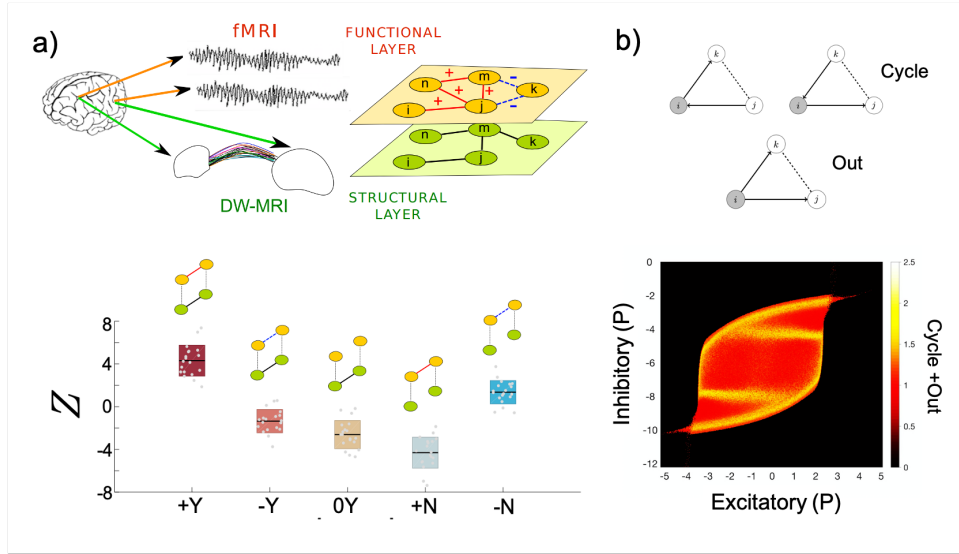 a)
fMRI
FUNCTIONAL
LAYER
n
m
k
i
j
+
+
+
+
-
-
n
m
k
i
j
DW-MRI
STRUCTURAL
LAYER
b)
k
i
j
k
i
j
Cycle
k
i
j
Out
Z
8
4
0
-4
-8
+Y
-Y
0Y
+N
-N
Inhibitory (P)
0
-2
-4
-6
-8
-10
-12
-5
-4
-3
-2
-1
0
1
2
3
4
5
Excitatory (P)
2.5
2
1.5
1
0.5
0
Cycle +Out